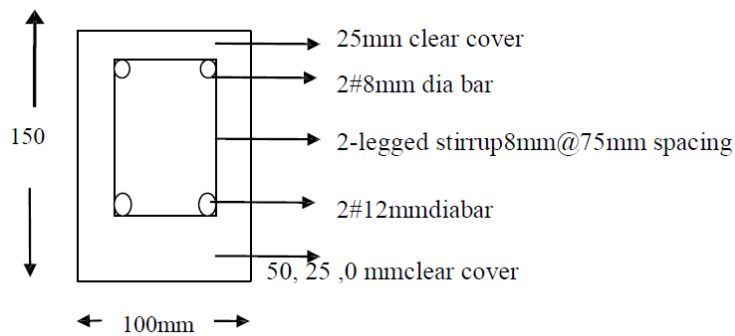 25mm clear cover
2#8mm dia bar
150
2-legged stirrup8mm@75mm spacing
2#12mmdiabar
50, 25 ,0 mmclear cover
100mm